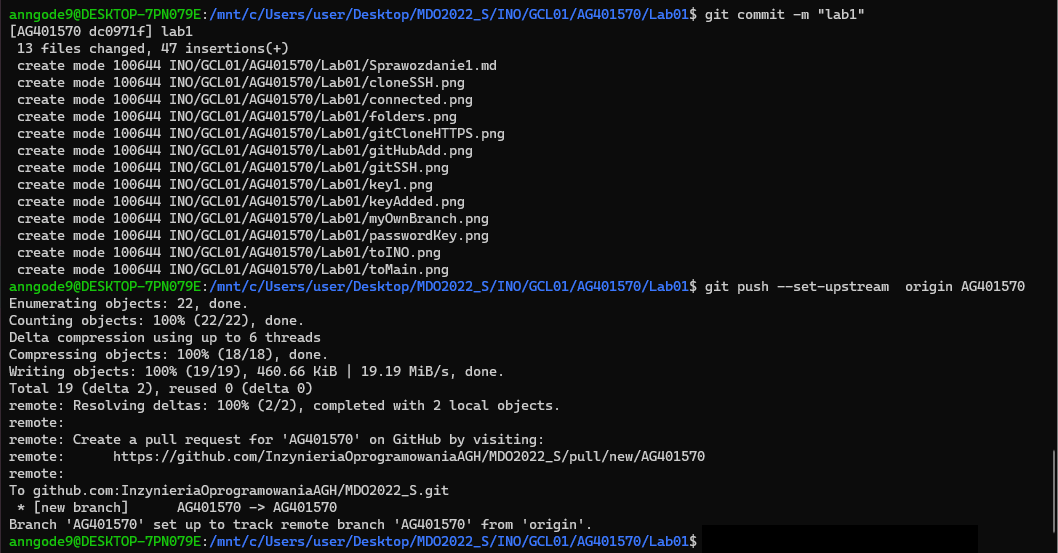 anngode9@DESKTOP-7PN079E:/mnt/c/Users/user/Desktop/MDO2022_S/INO/GCL01/AG401570/Lab01$ git commit -m "lab1"
[AG401570 dc0971f] lab1
 13 files changed, 47 insertions(+)
 create mode 100644 INO/GCL01/AG401570/Lab01/Sprawozdanie1.md
 create mode 100644 INO/GCL01/AG401570/Lab01/cloneSSH.png
 create mode 100644 INO/GCL01/AG401570/Lab01/connected.png
 create mode 100644 INO/GCL01/AG401570/Lab01/folders.png
 create mode 100644 INO/GCL01/AG401570/Lab01/gitCloneHTTPS.png
 create mode 100644 INO/GCL01/AG401570/Lab01/gitHubAdd.png
 create mode 100644 INO/GCL01/AG401570/Lab01/gitSSH.png
 create mode 100644 INO/GCL01/AG401570/Lab01/key1.png
 create mode 100644 INO/GCL01/AG401570/Lab01/keyAdded.png
 create mode 100644 INO/GCL01/AG401570/Lab01/myOwnBranch.png
 create mode 100644 INO/GCL01/AG401570/Lab01/passwordKey.png
 create mode 100644 INO/GCL01/AG401570/Lab01/toINO.png
 create mode 100644 INO/GCL01/AG401570/Lab01/toMain.png
anngode9@DESKTOP-7PN079E:/mnt/c/Users/user/Desktop/MDO2022_S/INO/GCL01/AG401570/Lab01$ git push --set-upstream  origin AG401570
Enumerating objects: 22, done.
Counting objects: 100% (22/22), done.
Delta compression using up to 6 threads
Compressing objects: 100% (18/18), done.
Writing objects: 100% (19/19), 460.66 KiB | 19.19 MiB/s, done.
Total 19 (delta 2), reused 0 (delta 0)
remote: Resolving deltas: 100% (2/2), completed with 2 local objects.
remote:
remote: Create a pull request for 'AG401570' on GitHub by visiting:
remote:      https://github.com/InzynieriaOprogramowaniaAGH/MDO2022_S/pull/new/AG401570
remote:
To github.com:InzynieriaOprogramowaniaAGH/MDO2022_S.git
 * [new branch]      AG401570 -> AG401570
Branch 'AG401570' set up to track remote branch 'AG401570' from 'origin'.
anngode9@DESKTOP-7PN079E:/mnt/c/Users/user/Desktop/MDO2022_S/INO/GCL01/AG401570/Lab01$